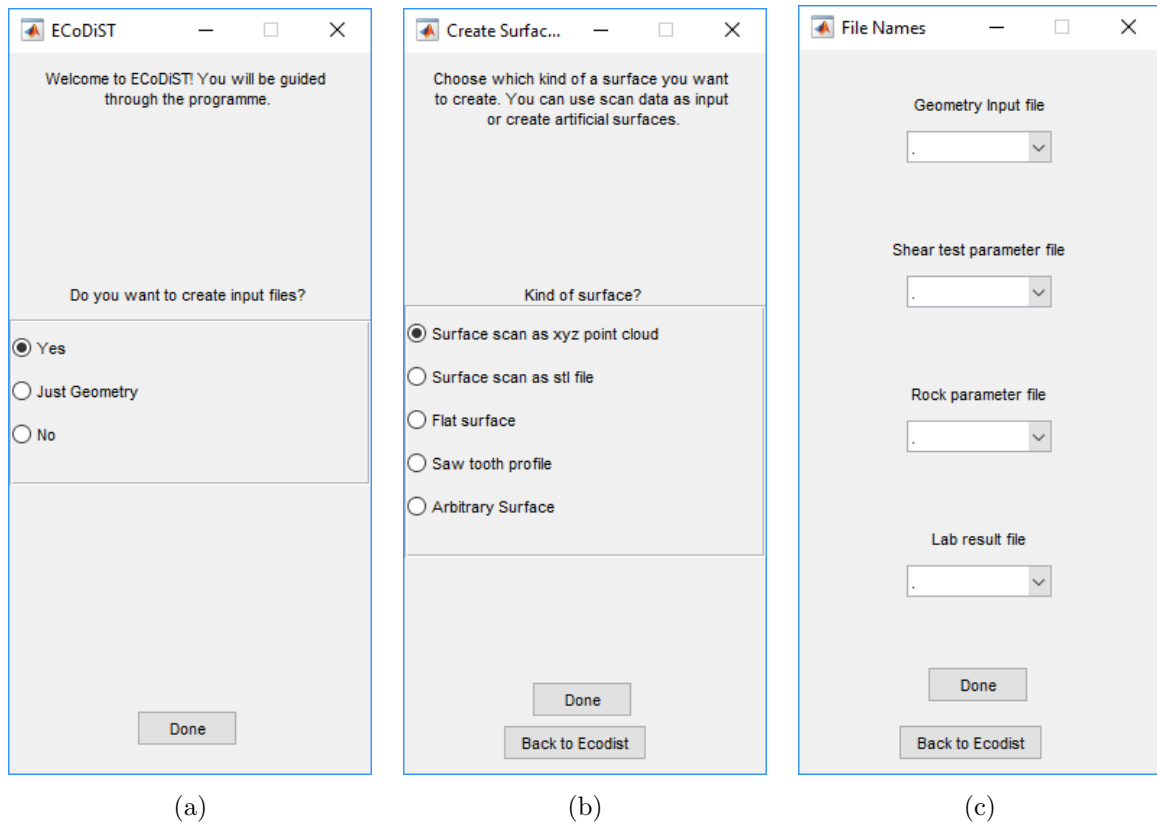 ECoDiST
Welcome to ECoDiST! You will be guided
through the programme.
Do you want to create input files?
Yes
Just Geometry
No
Done
(a)
Create Surfac...
Choose which kind of a surface you want
to create. You can use scan data as input
or create artificial surfaces.
Kind of surface?
Surface scan as xyz point cloud
Surface scan as stl file
Flat surface
Saw tooth profile
Arbitrary Surface
Done
Back to Ecodist
(b)
File Names
Geometry Input file
.
Shear test parameter file
.
Rock parameter file
.
Lab result file
.
Done
Back to Ecodist
(c)